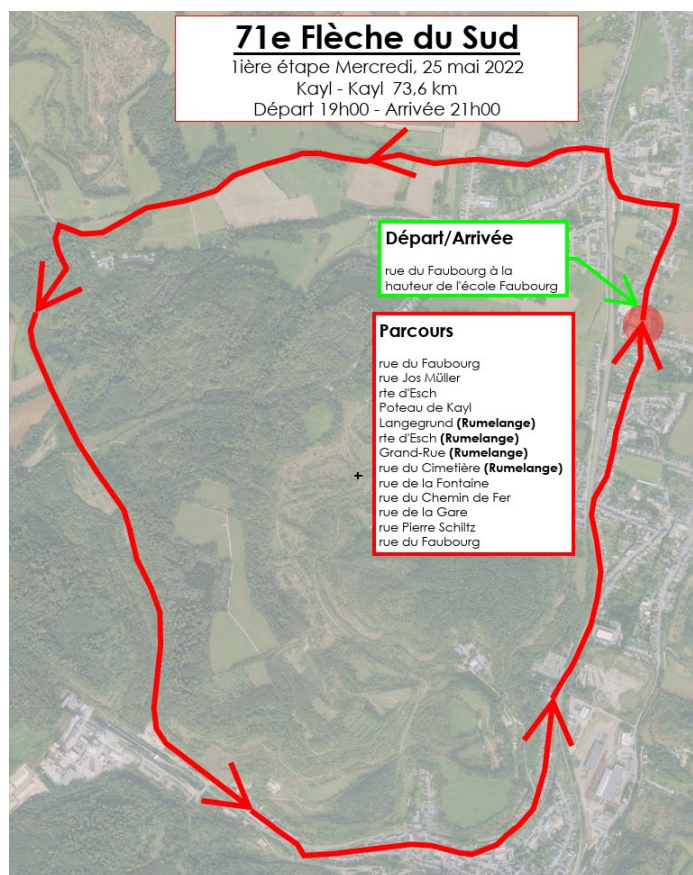 71e Flèche du Sud
1ière étape Mercredi, 25 mai 2022
Kayl - Kayl 73,6 km
Départ 19h00 - Arrivée 21h00
Départ/Arrivée
rue du Faubourg à la
hauteur de l'école Faubourg
Parcours
rue du Faubourg
rue Jos Müller
rte d'Esch
Poteau de Kayl
Langegrund (Rumelange)
rte d'Esch (Rumelange)
Grand-Rue (Rumelange)
rue du Cimetière (Rumelange)
rue de la Fontaine
rue du Chemin de Fer
rue de la Gare
rue Pierre Schiltz
rue du Faubourg